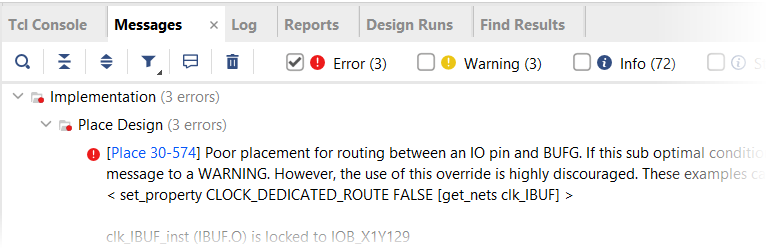 Tcl Console Messages × Log Reports Design Runs Find Results
Error (3) Warning (3) Info (72)
Implementation (3 errors)
Place Design (3 errors)
[Place 30-574] Poor placement for routing between an IO pin and BUFG. If this sub optimal conditio
message to a WARNING. However, the use of this override is highly discouraged. These examples ca
< set_property CLOCK_DEDICATED_ROUTE FALSE [get_nets clk_IBUF] >
clk_IBUF_inst (IBUF.O) is locked to IOB_X1Y129